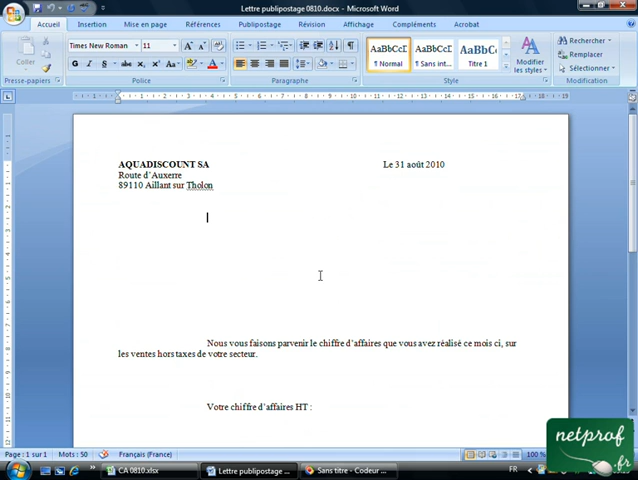 Lettre publipostage 0810.docx - Microsoft Word
Accueil Insertion Mise en page Références Publipostage Révision Affichage Compléments Acrobat
Times New Roman 11
AaBbCcD AaBbCcD AaBbC
Coller
¶ Normal ¶ Sans int... Titre 1
Modifier les styles
Rechercher
Remplacer
Sélectionner
Presse-papiers Police Paragraphe Style Modification
AQUADISCOUNT SA Le 31 août 2010
Route d'Auxerre
89110 Aillant sur Tholon
Nous vous faisons parvenir le chiffre d'affaires que vous avez réalisé ce mois ci, sur
les ventes hors taxes de votre secteur.
Votre chiffre d'affaires HT :
netprof
.fr
Page : 1 sur 1 Mots : 50 Français (France) 100 %
CA 0810.xlsx Lettre publipostage ... Sans titre - Codeur ... FR